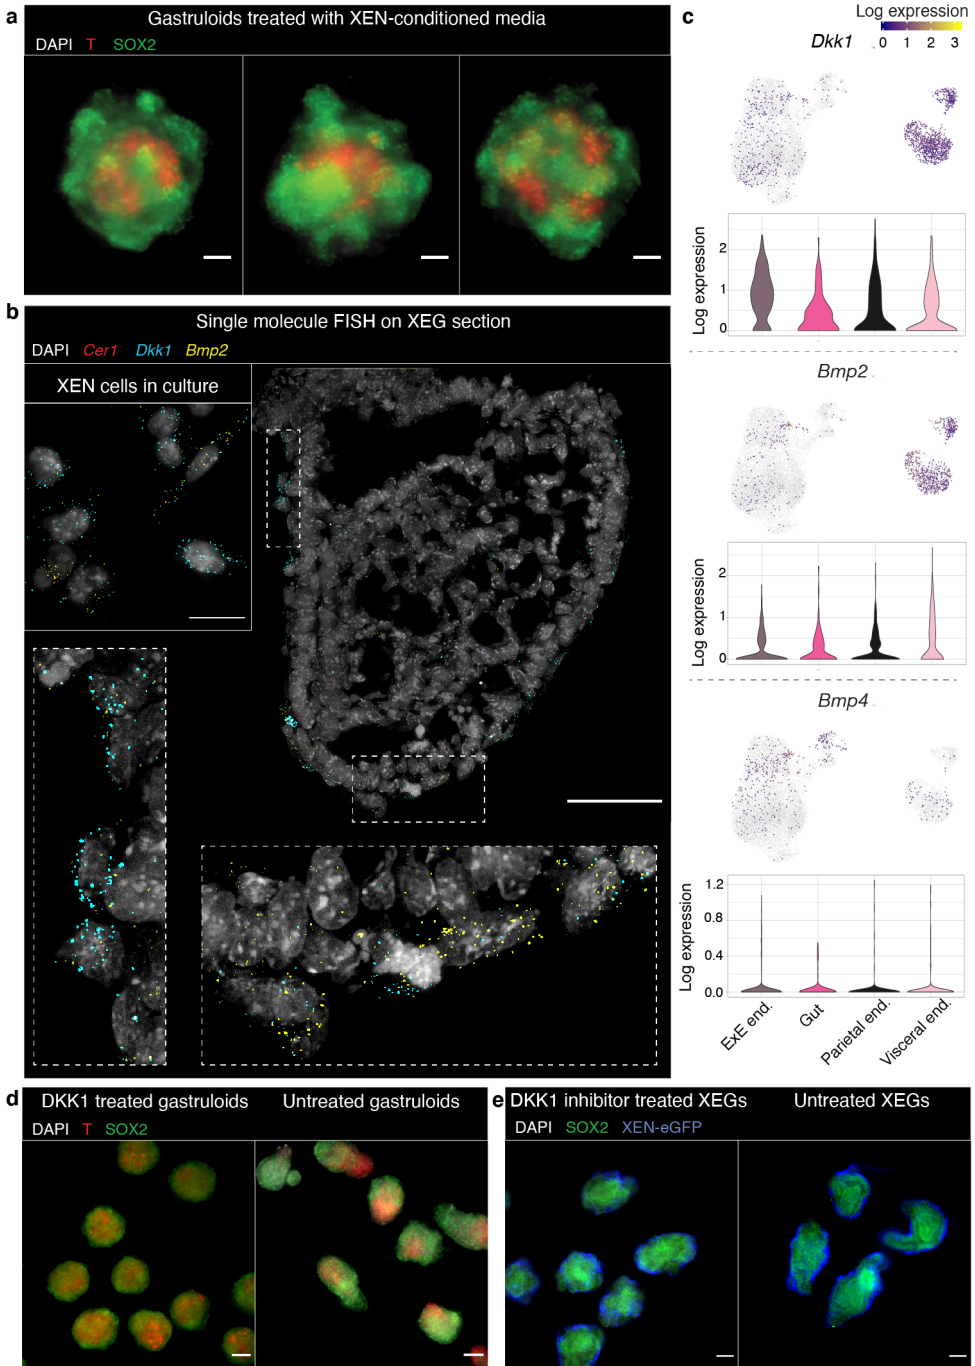 a
Gastruloids treated with XEN-conditioned media
DAPI T SOX2
b
Single molecule FISH on XEG section
DAPI Cer1 Dkk1 Bmp2
XEN cells in culture
c
Log expression
Dkk1
0 1 2 3
Log expression
2
1
0
Bmp2
Log expression
2
1
0
Bmp4
Log expression
1.2
0.8
0.4
0.0
ExE end.
Gut
Parietal end.
Visceral end.
d
DKK1 treated gastruloids
Untreated gastruloids
DAPI T SOX2
e
DKK1 inhibitor treated XEGs
Untreated XEGs
DAPI SOX2 XEN-eGFP